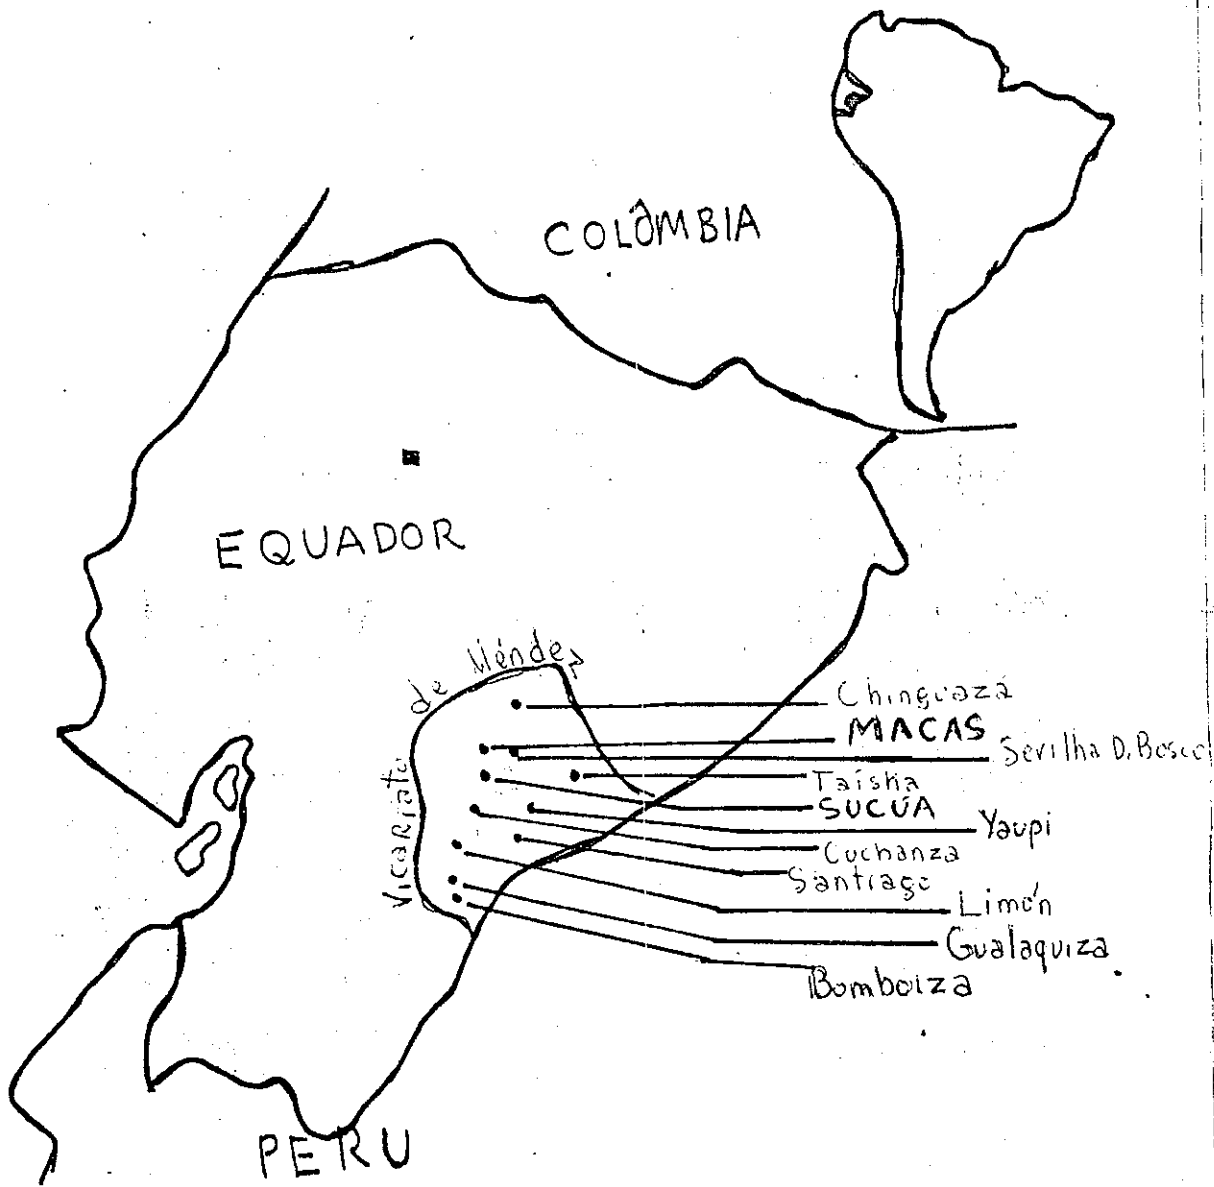 COLÔMBIA
EQUADOR
Vicariato de Méndez
Chinguaza
MACAS
Sevilha D. Bosco
Taisha
SUCÚA
Yaupi
Cuchanza
Santiago
Limón
Gualaquiza
Bomboiza
PERU